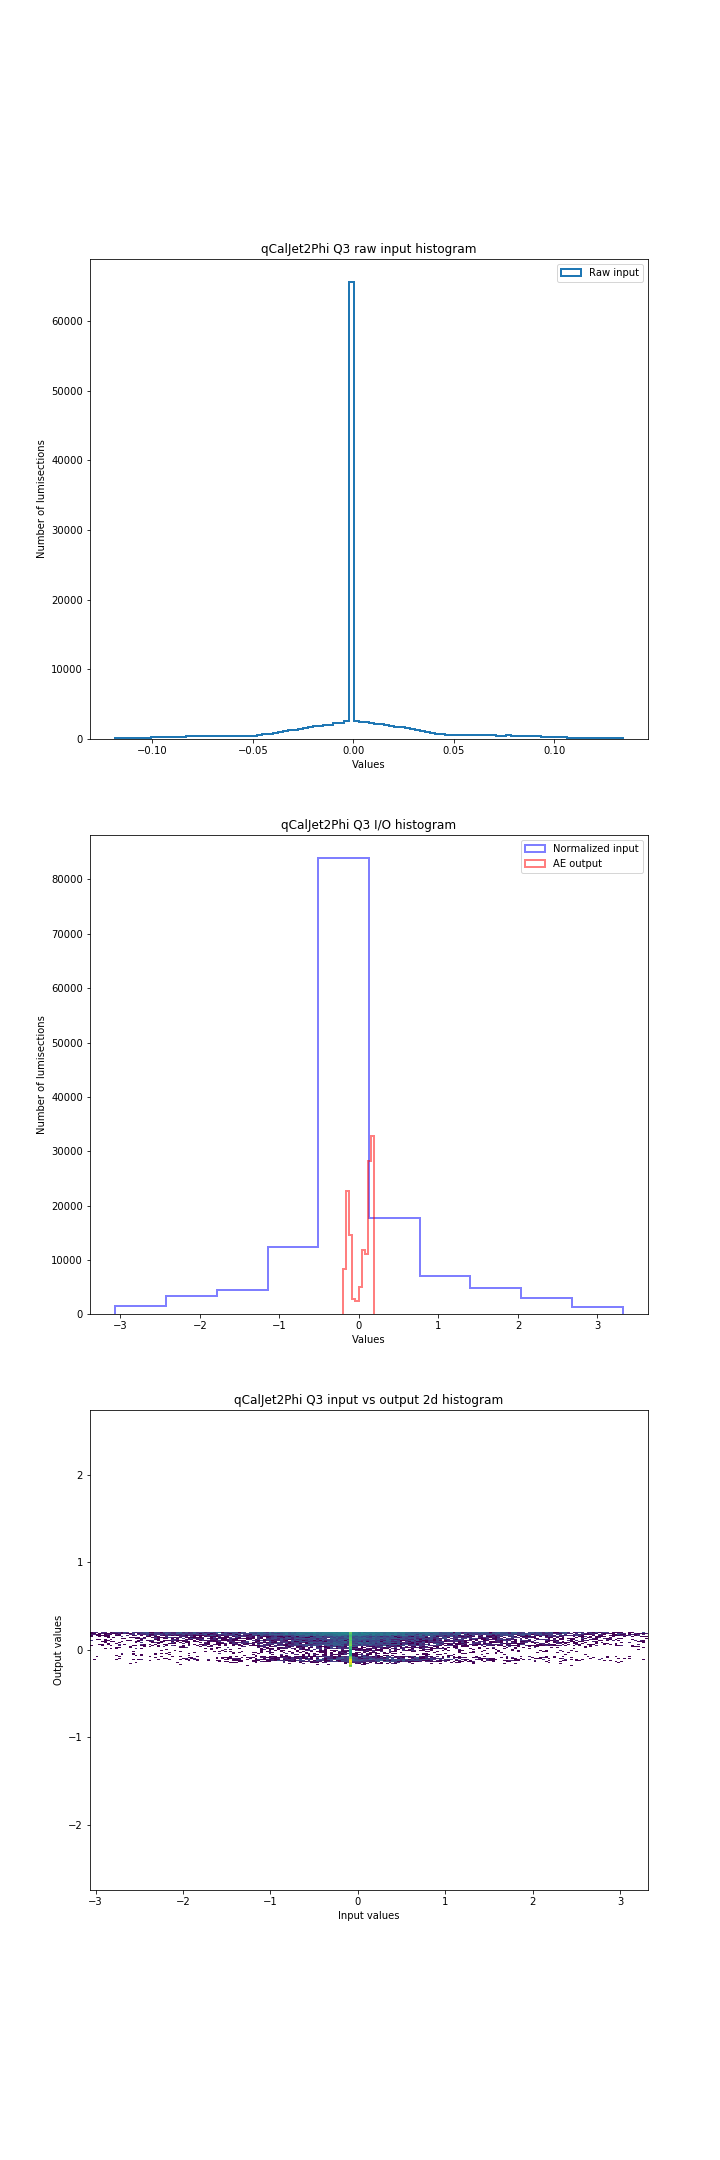 qCalJet2Phi Q3 raw input histogram
Raw input
60000
50000
40000
30000
20000
10000
0
Number of lumisections
−0.10 −0.05 0.00 0.05 0.10
Values
qCalJet2Phi Q3 I/O histogram
Normalized input
AE output
80000
70000
60000
50000
40000
30000
20000
10000
0
Number of lumisections
−3 −2 −1 0 1 2 3
Values
qCalJet2Phi Q3 input vs output 2d histogram
2
1
0
−1
−2
Output values
−3 −2 −1 0 1 2 3
Input values